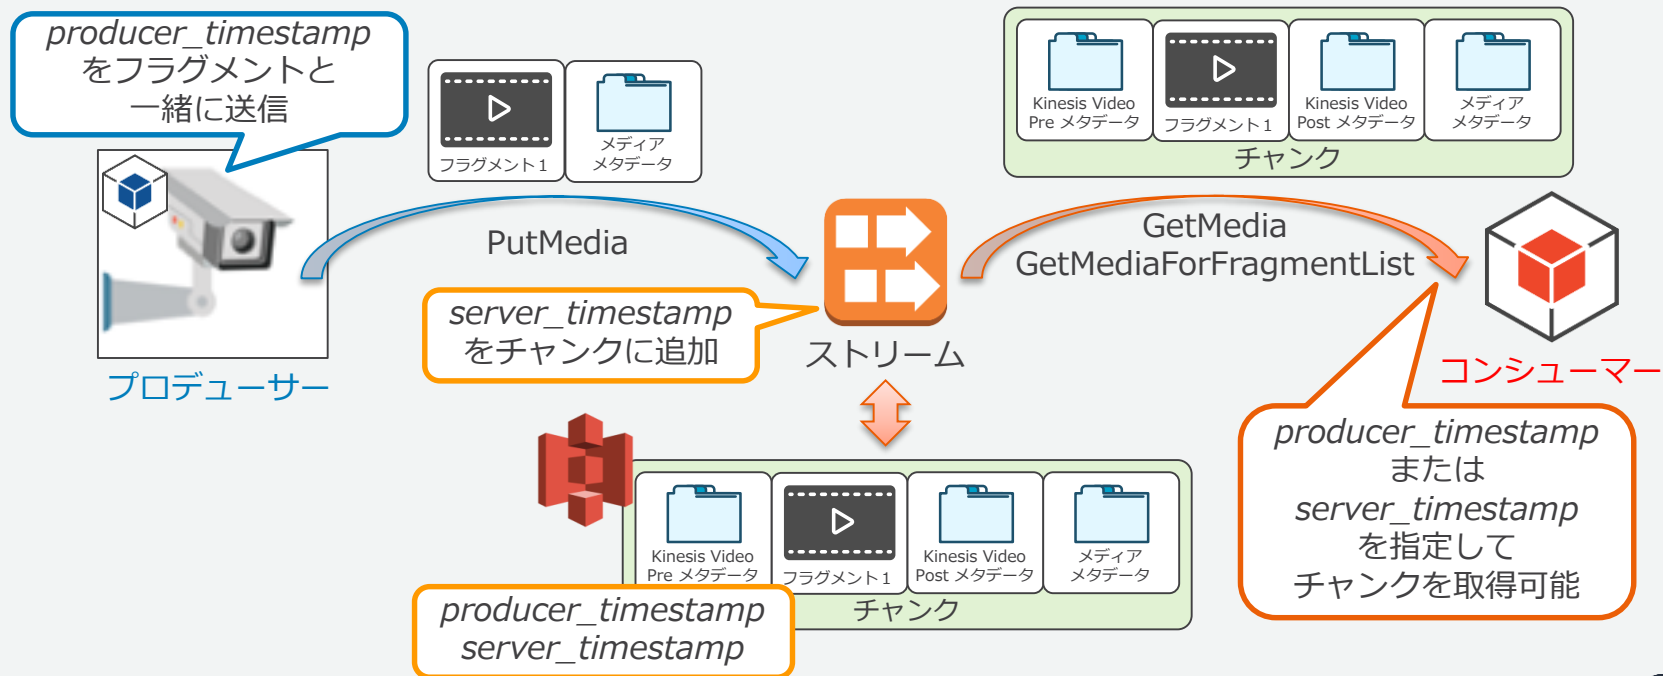 producer_timestamp
をフラグメントと
一緒に送信
フラグメント1
メディア
メタデータ
Kinesis Video
Pre メタデータ
フラグメント1
Kinesis Video
Post メタデータ
メディア
メタデータ
チャンク
PutMedia
GetMedia
GetMediaForFragmentList
server_timestamp
をチャンクに追加
ストリーム
プロデューサー
コンシューマー
producer_timestamp
または
server_timestamp
を指定して
チャンクを取得可能
Kinesis Video
Pre メタデータ
フラグメント1
Kinesis Video
Post メタデータ
メディア
メタデータ
チャンク
producer_timestamp
server_timestamp